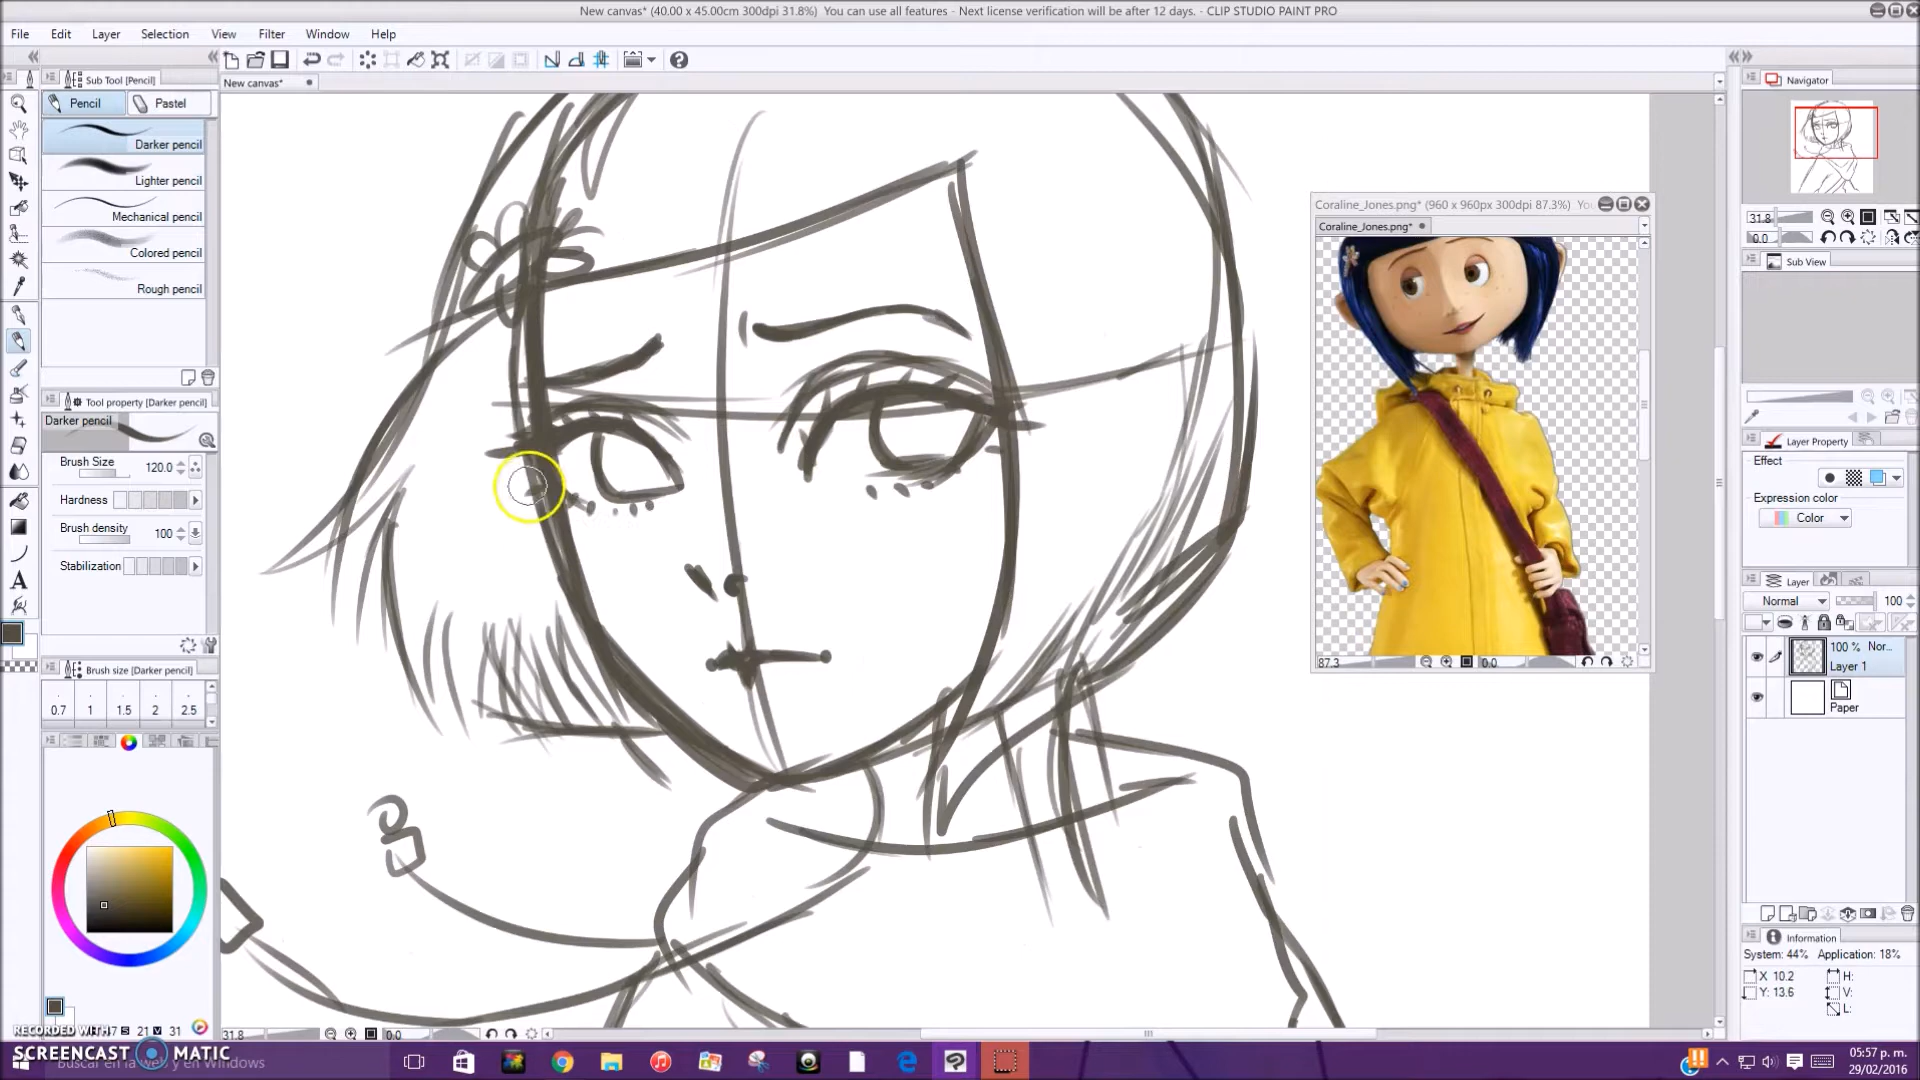 New canvas* (40.00 x 45.00cm 300dpi 31.8%)  You can use all features - Next license verification will be after 12 days. - CLIP STUDIO PAINT PRO
File Edit Layer Selection View Filter Window Help
Sub Tool [Pencil]
New canvas*
Navigator
Pencil Pastel
Darker pencil
Lighter pencil
Mechanical pencil
Colored pencil
Rough pencil
Tool property [Darker pencil]
Darker pencil
Brush Size 120.0
Hardness
Brush density 100
Stabilization
Brush size [Darker pencil]
0.7 1 1.5 2 2.5
21 V 31
31.8 0.0
Coraline_Jones.png* (960 x 960px 300dpi 87.3%)
Coraline_Jones.png*
87.3 0.0
31.8
0.0
Sub View
Layer Property
Effect
Expression color
Color
Layer
Normal 100
100 % Nor...
Layer 1
Paper
Information
System: 44% Application: 18%
X 10.2 H:
Y: 13.6 V:
L:
RECORDED WITH
SCREENCAST MATIC
Buscar en la web y en Windows
05:57 p. m.
29/02/2016